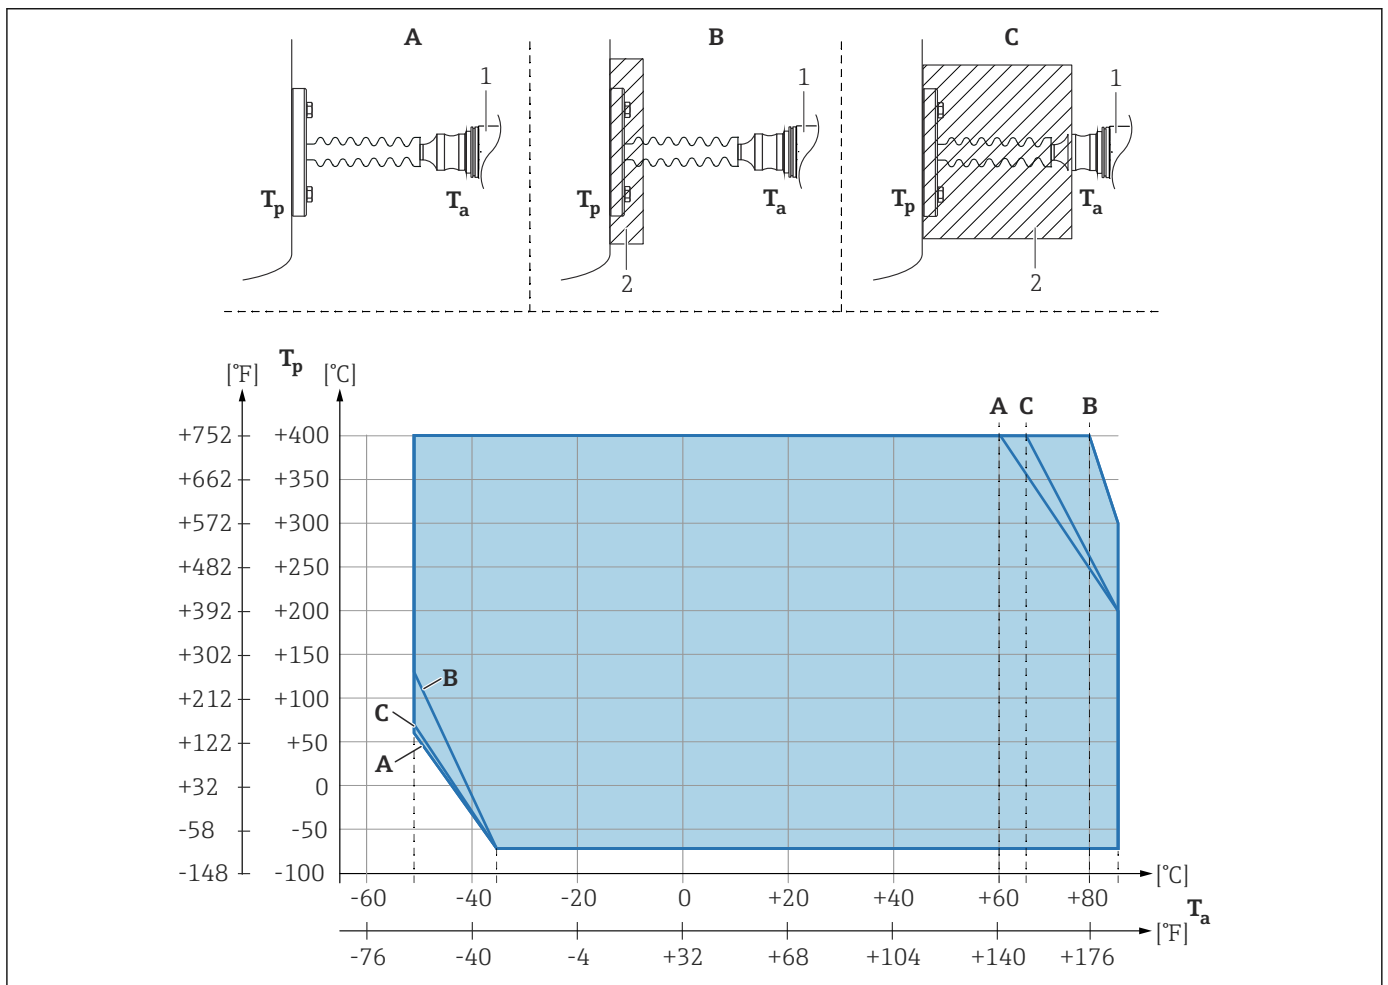 A B C
1 1 1
Tp Ta Tp Ta Tp Ta
2 2
Tp
[°F] [°C]
A C B
+752 +400
+662 +350
+572 +300
+482 +250
+392 +200
+302 +150
B
+212 +100
C
+122 +50
A
+32 0
-58 -50
-148 -100
[°C]
-60 -40 -20 0 +20 +40 +60 +80
Ta
[°F]
-76 -40 -4 +32 +68 +104 +140 +176